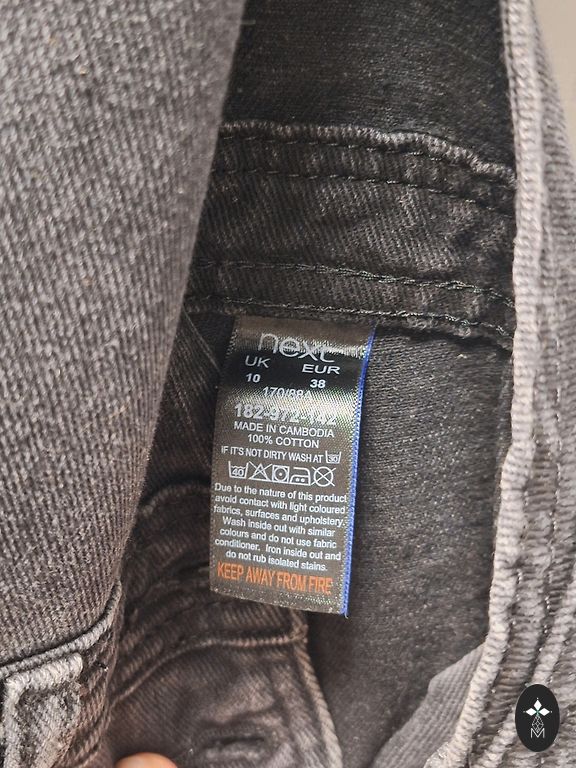 next
UK EUR
10 38
170/88A
182-972-142
MADE IN CAMBODIA
100% COTTON
IF IT'S NOT DIRTY WASH AT 30
40
Due to the nature of this product
avoid contact with light coloured
fabrics, surfaces and upholstery.
Wash inside out with similar
colours and do not use fabric
conditioner. Iron inside out and
do not rub isolated stains.
KEEP AWAY FROM FIRE
M